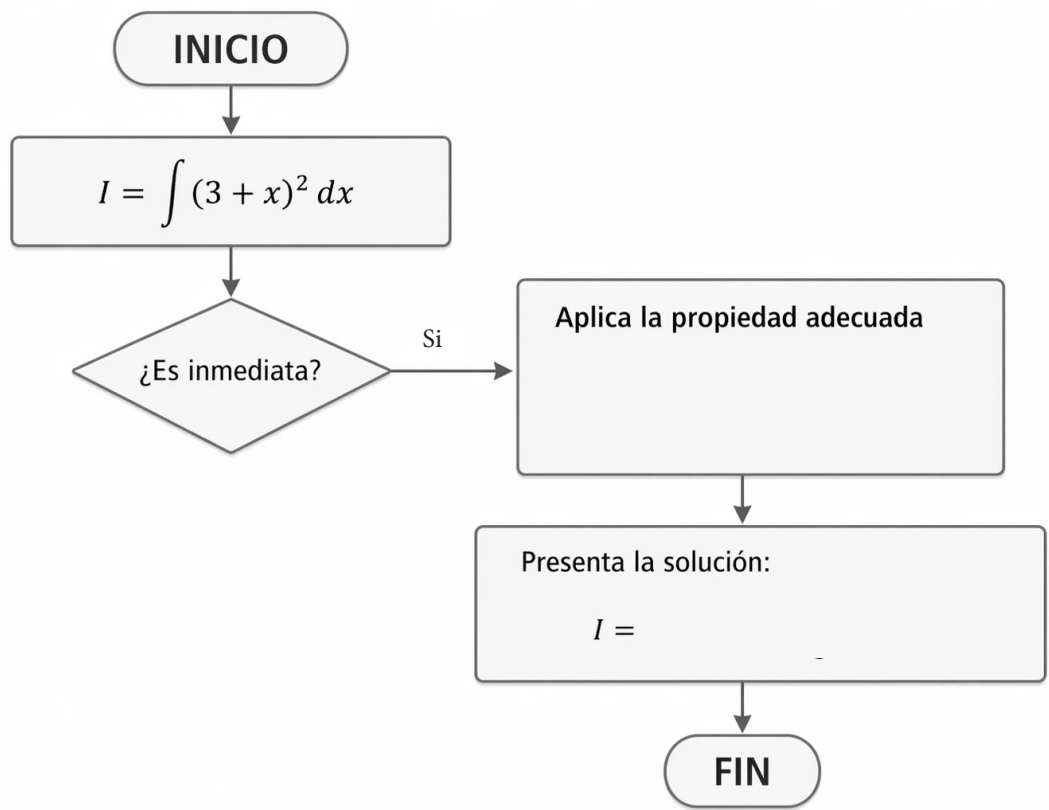 INICIO
I = ∫ (3 + x)² dx
¿Es inmediata?
Si
Aplica la propiedad adecuada
Presenta la solución:
I =
FIN